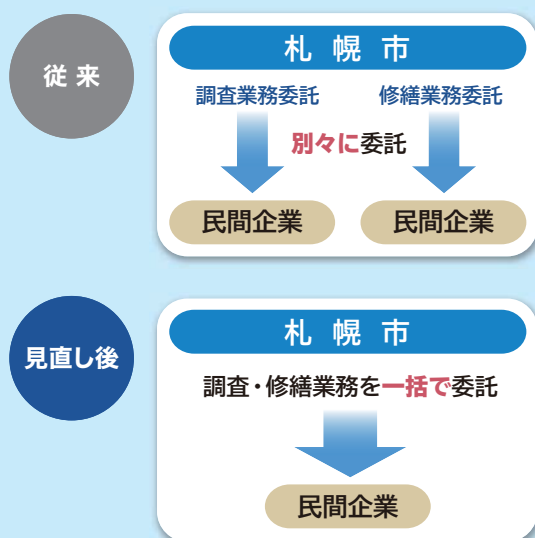 従来
札幌市
調査業務委託
修繕業務委託
別々に委託
民間企業
民間企業
見直し後
札幌市
調査・修繕業務を一括で委託
民間企業